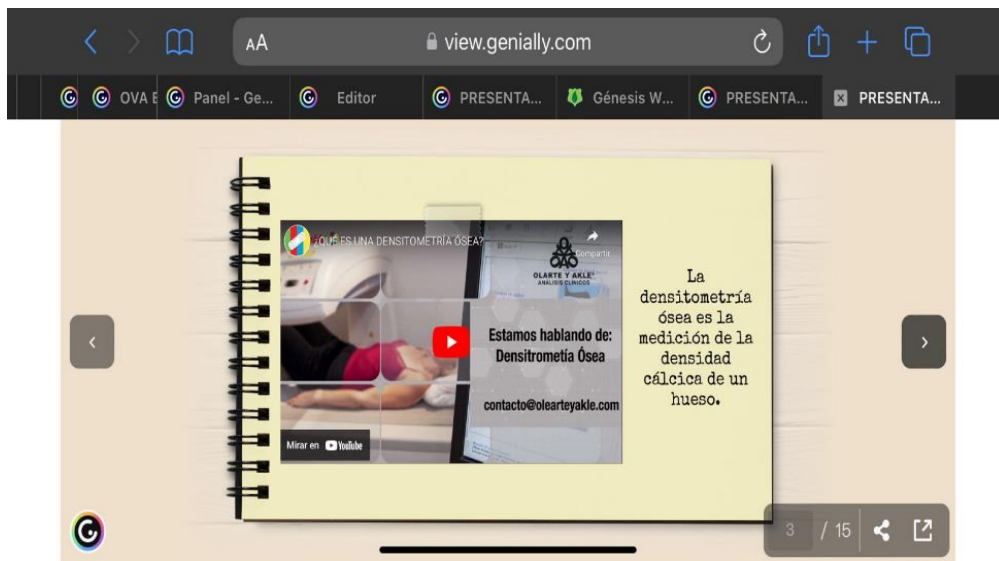 AA
view.genially.com
OVA E
Panel - Ge...
Editor
PRESENTA...
Génesis W...
PRESENTA...
PRESENTA...
¿QUÉ ES UNA DENSITOMETRÍA ÓSEA?
Compartir
OLARTE Y AKLE
ANÁLISIS CLÍNICOS
Estamos hablando de:
Densitrometía Ósea
contacto@olearteyakle.com
Mirar en YouTube
La
densitometría
ósea es la
medición de la
densidad
cálcica de un
hueso.
3 / 15